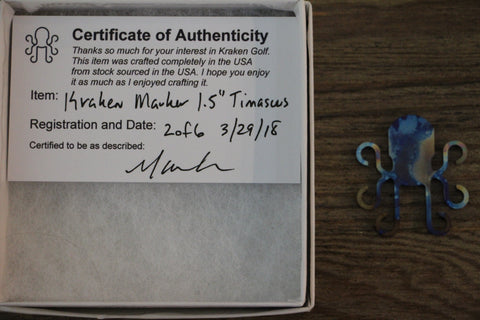 Certificate of Authenticity
Thanks so much for your interest in Kraken Golf.
This item was crafted completely in the USA
from stock sourced in the USA. I hope you enjoy
it as much as I enjoyed crafting it.
Item: Kraken Marker 1.5" Timascus
Registration and Date: 2 of 6 3/29/18
Certified to be as described: